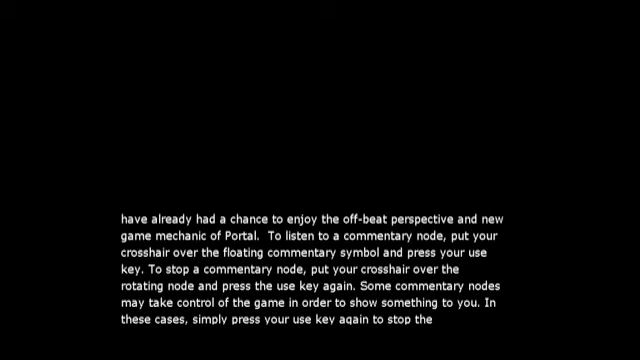 have already had a chance to enjoy the off-beat perspective and new
game mechanic of Portal.  To listen to a commentary node, put your
crosshair over the floating commentary symbol and press your use
key. To stop a commentary node, put your crosshair over the
rotating node and press the use key again. Some commentary nodes
may take control of the game in order to show something to you. In
these cases, simply press your use key again to stop the